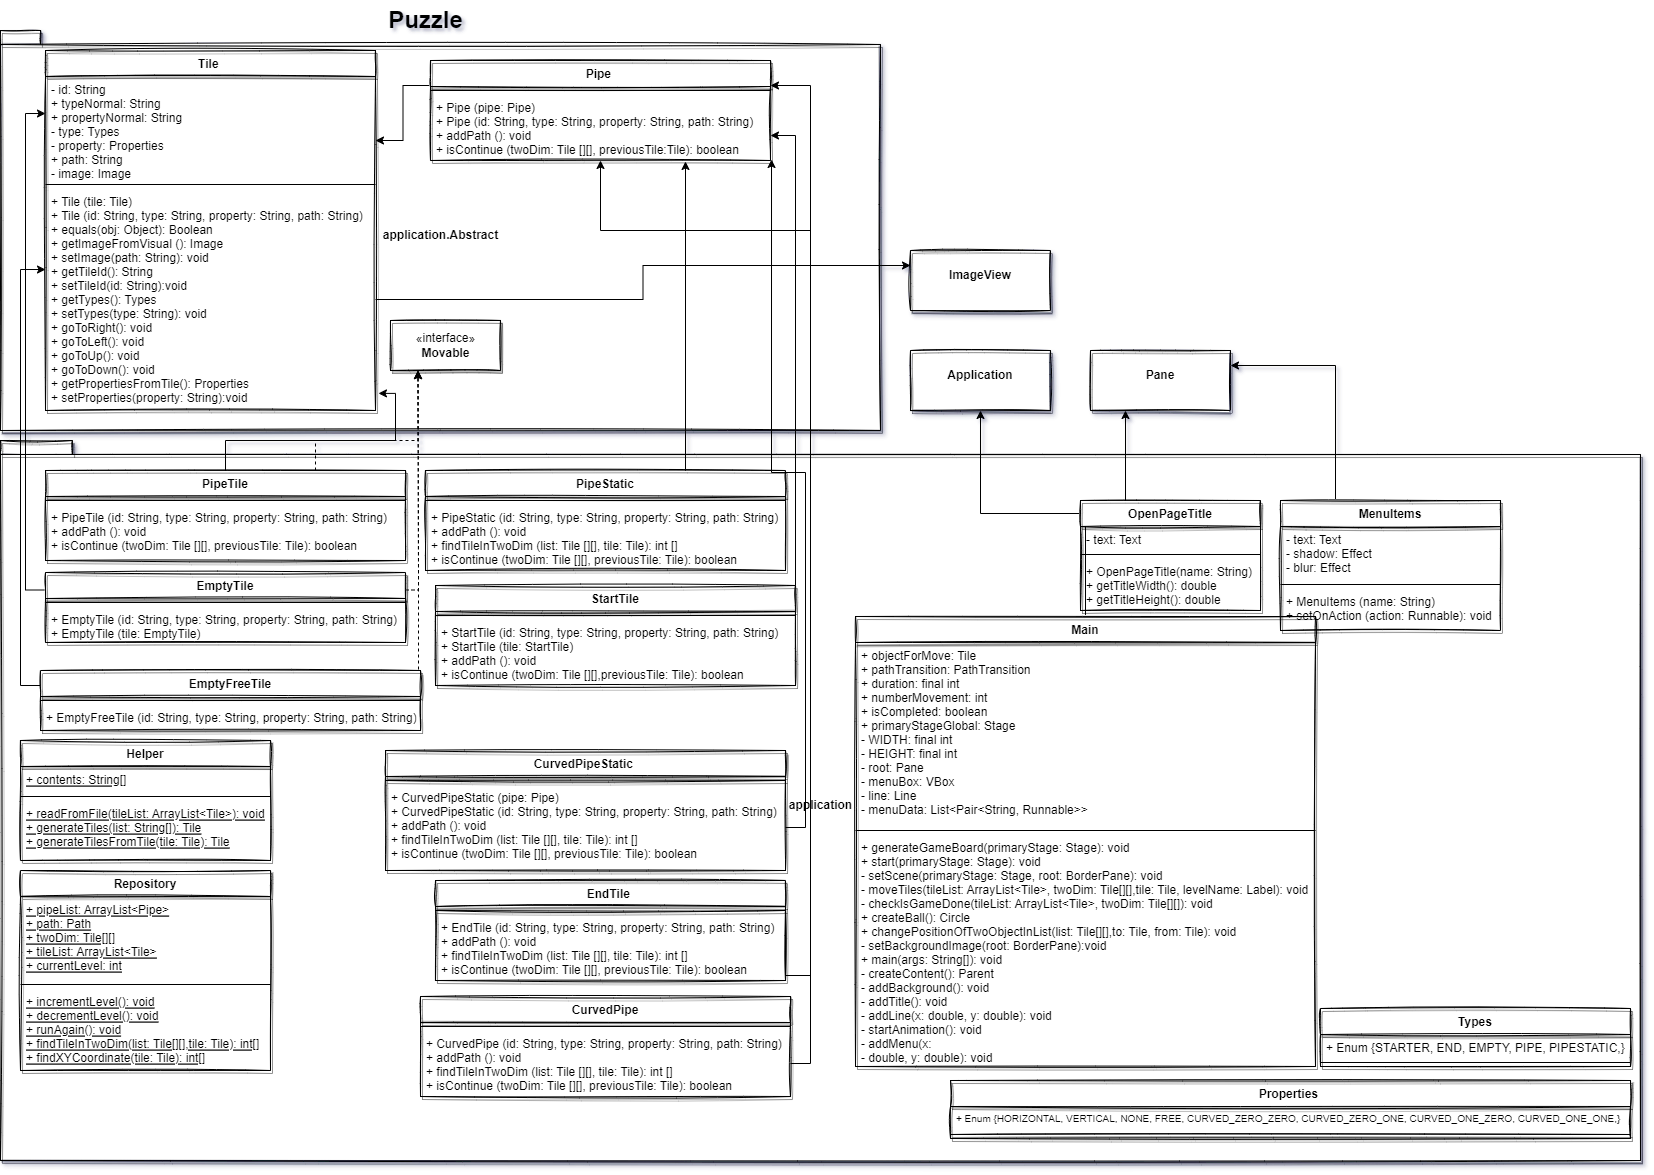 Puzzle
Tile
- id: String
+ typeNormal: String
+ propertyNormal: String
- type: Types
- property: Properties
+ path: String
- image: Image
+ Tile (tile: Tile)
+ Tile (id: String, type: String, property: String, path: String)
+ equals(obj: Object): Boolean
+ getImageFromVisual (): Image
+ setImage(path: String): void
+ getTileId(): String
+ setTileId(id: String):void
+ getTypes(): Types
+ setTypes(type: String): void
+ goToRight(): void
+ goToLeft(): void
+ goToUp(): void
+ goToDown(): void
+ getPropertiesFromTile(): Properties
+ setProperties(property: String):void
Pipe
+ Pipe (pipe: Pipe)
+ Pipe (id: String, type: String, property: String, path: String)
+ addPath (): void
+ isContinue (twoDim: Tile [][], previousTile:Tile): boolean
application.Abstract
«interface»
Movable
ImageView
Application
Pane
PipeTile
+ PipeTile (id: String, type: String, property: String, path: String)
+ addPath (): void
+ isContinue (twoDim: Tile [][], previousTile: Tile): boolean
PipeStatic
+ PipeStatic (id: String, type: String, property: String, path: String)
+ addPath (): void
+ findTileInTwoDim (list: Tile [][], tile: Tile): int []
+ isContinue (twoDim: Tile [][], previousTile: Tile): boolean
EmptyTile
+ EmptyTile (id: String, type: String, property: String, path: String)
+ EmptyTile (tile: EmptyTile)
StartTile
+ StartTile (id: String, type: String, property: String, path: String)
+ StartTile (tile: StartTile)
+ addPath (): void
+ isContinue (twoDim: Tile [][],previousTile: Tile): boolean
EmptyFreeTile
+ EmptyFreeTile (id: String, type: String, property: String, path: String)
OpenPageTitle
- text: Text
+ OpenPageTitle(name: String)
+ getTitleWidth(): double
+ getTitleHeight(): double
MenuItems
- text: Text
- shadow: Effect
- blur: Effect
+ MenuItems (name: String)
+ setOnAction (action: Runnable): void
Helper
+ contents: String[]
+ readFromFile(tileList: ArrayList<Tile>): void
+ generateTiles(list: String[]): Tile
+ generateTilesFromTile(tile: Tile): Tile
Repository
+ pipeList: ArrayList<Pipe>
+ path: Path
+ twoDim: Tile[][]
+ tileList: ArrayList<Tile>
+ currentLevel: int
+ incrementLevel(): void
+ decrementLevel(): void
+ runAgain(): void
+ findTileInTwoDim(list: Tile[][],tile: Tile): int[]
+ findXYCoordinate(tile: Tile): int[]
CurvedPipeStatic
+ CurvedPipeStatic (pipe: Pipe)
+ CurvedPipeStatic (id: String, type: String, property: String, path: String)
+ addPath (): void
+ findTileInTwoDim (list: Tile [][], tile: Tile): int []
+ isContinue (twoDim: Tile [][], previousTile: Tile): boolean
application
EndTile
+ EndTile (id: String, type: String, property: String, path: String)
+ addPath (): void
+ findTileInTwoDim (list: Tile [][], tile: Tile): int []
+ isContinue (twoDim: Tile [][], previousTile: Tile): boolean
CurvedPipe
+ CurvedPipe (id: String, type: String, property: String, path: String)
+ addPath (): void
+ findTileInTwoDim (list: Tile [][], tile: Tile): int []
+ isContinue (twoDim: Tile [][], previousTile: Tile): boolean
Main
+ objectForMove: Tile
+ pathTransition: PathTransition
+ duration: final int
+ numberMovement: int
+ isCompleted: boolean
+ primaryStageGlobal: Stage
- WIDTH: final int
- HEIGHT: final int
- root: Pane
- menuBox: VBox
- line: Line
- menuData: List<Pair<String, Runnable>>
+ generateGameBoard(primaryStage: Stage): void
+ start(primaryStage: Stage): void
- setScene(primaryStage: Stage, root: BorderPane): void
- moveTiles(tileList: ArrayList<Tile>, twoDim: Tile[][],tile: Tile, levelName: Label): void
- checkIsGameDone(tileList: ArrayList<Tile>, twoDim: Tile[][]): void
+ createBall(): Circle
+ changePositionOfTwoObjectInList(list: Tile[][],to: Tile, from: Tile): void
- setBackgroundImage(root: BorderPane):void
+ main(args: String[]): void
- createContent(): Parent
- addBackground(): void
- addTitle(): void
- addLine(x: double, y: double): void
- startAnimation(): void
- addMenu(x:
- double, y: double): void
Types
+ Enum {STARTER, END, EMPTY, PIPE, PIPESTATIC,}
Properties
+ Enum {HORIZONTAL, VERTICAL, NONE, FREE, CURVED_ZERO_ZERO, CURVED_ZERO_ONE, CURVED_ONE_ZERO, CURVED_ONE_ONE,}